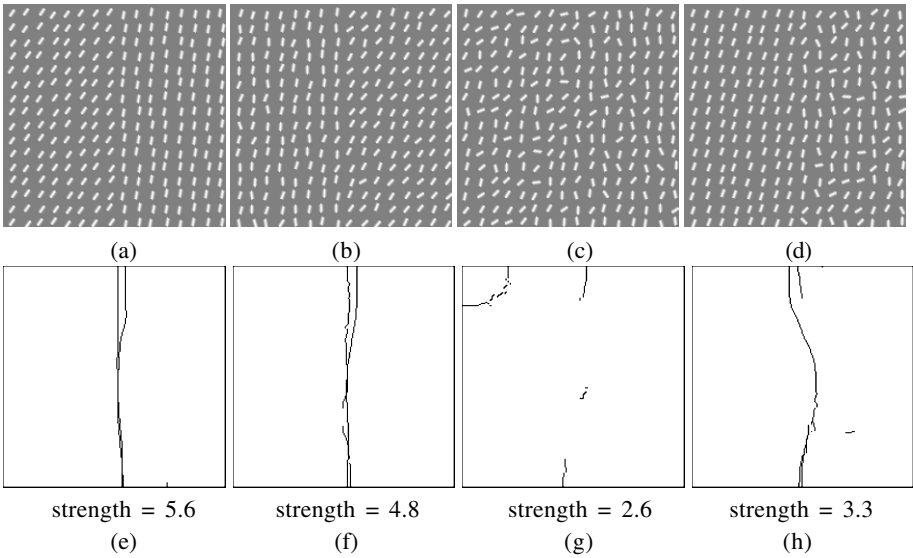 (a) (b) (c) (d)
strength = 5.6 strength = 4.8 strength = 2.6 strength = 3.3
(e) (f) (g) (h)